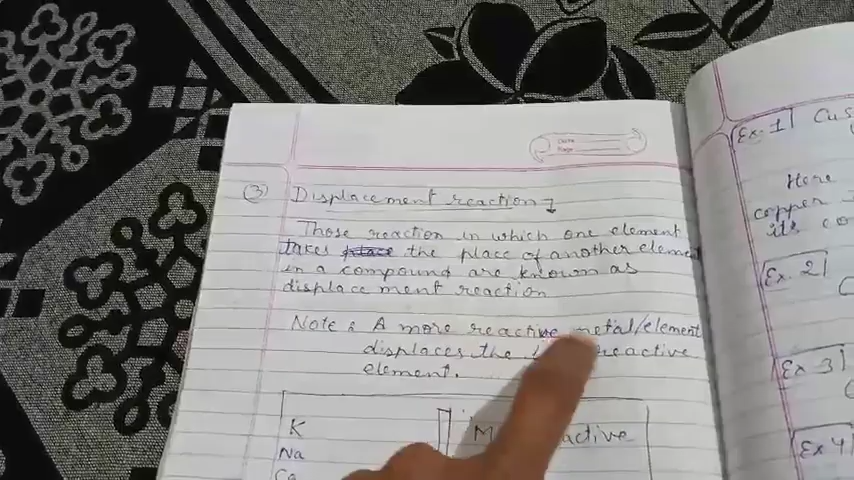 Date
Page
(3) Displacement reaction
Those reaction in which one element
takes place the place of another element
in a compound are known as
displacement reaction
Note : A more reactive metal/element
displaces the reactive
element.
K
Na
Ca
Ex. 1
Here
copper
its
Ex. 2
Ex 3
Ex 4